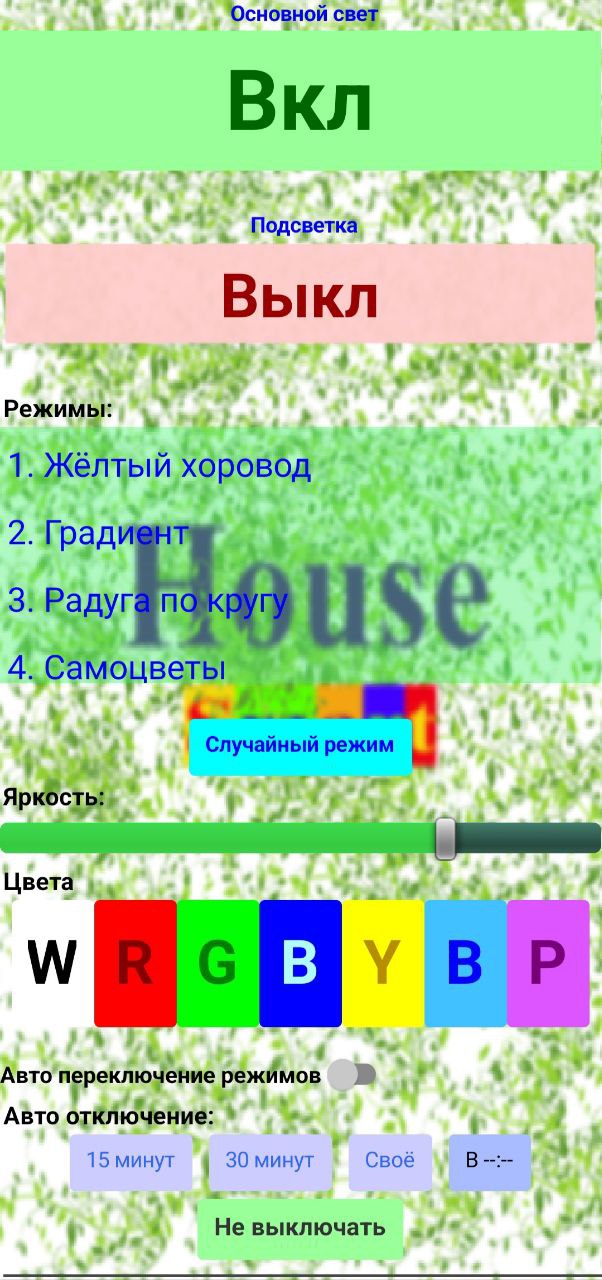 Основной свет
Вкл
Подсветка
Выкл
Режимы:
1. Жёлтый хоровод
2. Градиент
3. Радуга по кругу
House
4. Самоцветы
Случайный режим
Яркость:
Цвета
W R G B Y B P
Авто переключение режимов
Авто отключение:
15 минут 30 минут Своё В --:--
Не выключать